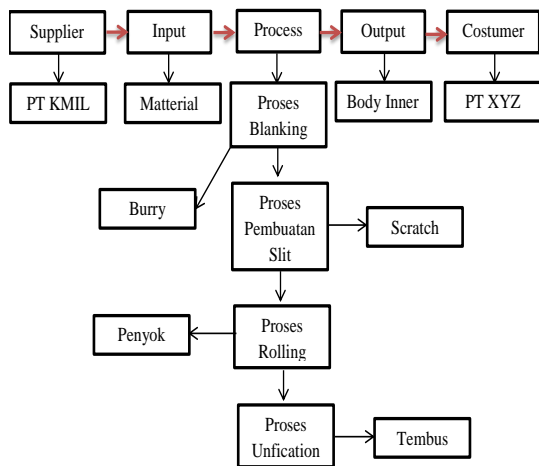 Supplier
Input
Process
Output
Costumer
PT KMIL
Matterial
Proses
Blanking
Body Inner
PT XYZ
Burry
Proses
Pembuatan
Slit
Scratch
Penyok
Proses
Rolling
Proses
Unfication
Tembus